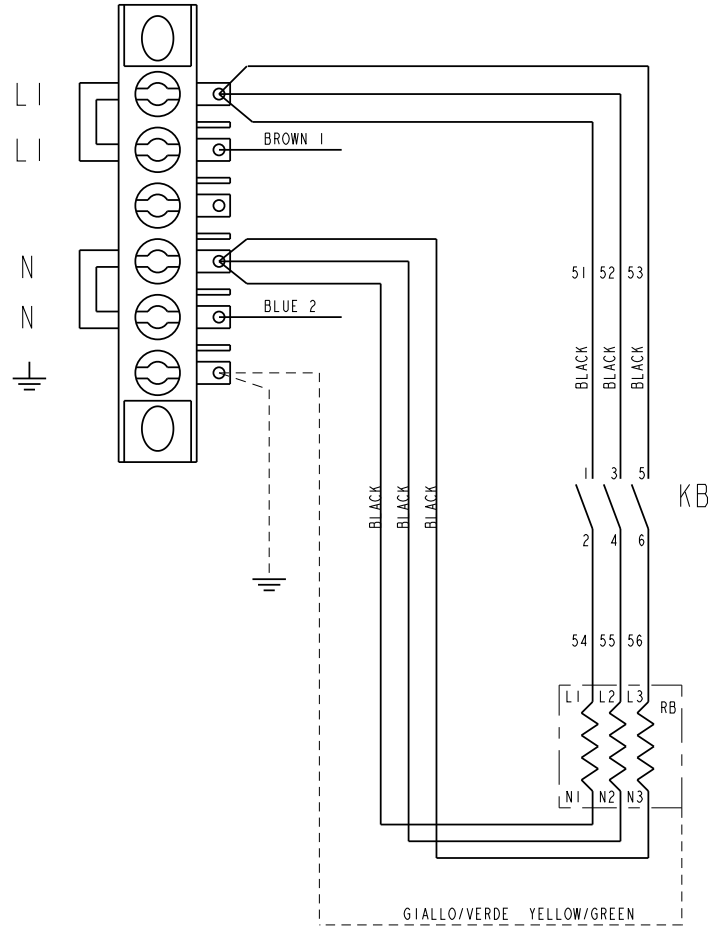 L1
L1
BROWN 1
N
N
BLUE 2
51 52 53
BLACK BLACK BLACK
1 3 5
KB
2 4 6
BLACK BLACK BLACK
54 55 56
L1 L2 L3
RB
N1 N2 N3
GIALLO/VERDE YELLOW/GREEN